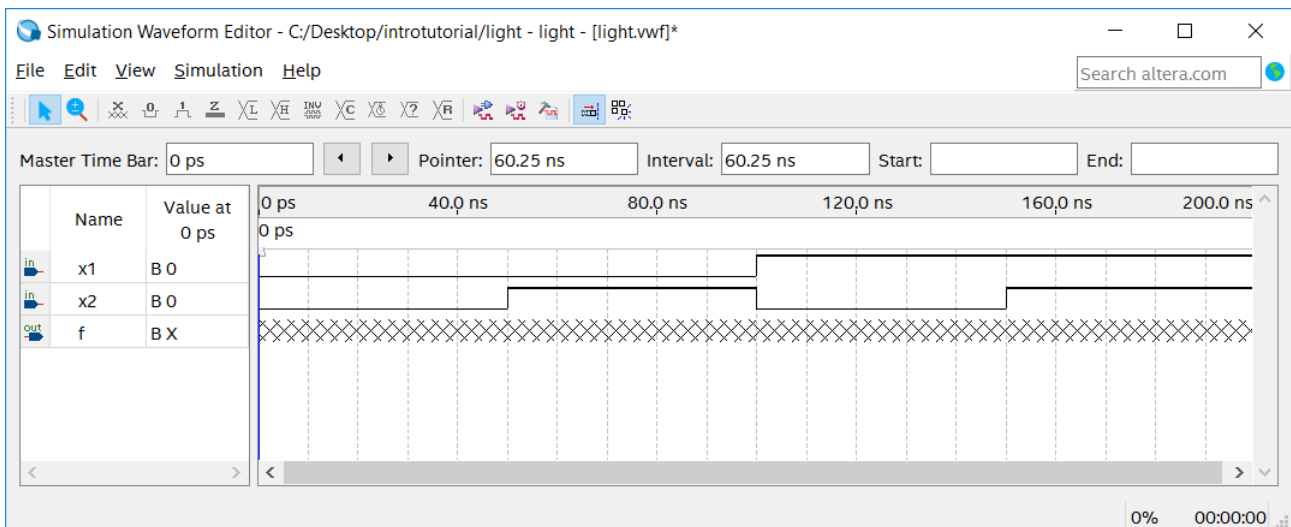 Simulation Waveform Editor - C:/Desktop/introtutorial/light - light - [light.vwf]*
File Edit View Simulation Help
Search altera.com
Master Time Bar: 0 ps Pointer: 60.25 ns Interval: 60.25 ns Start: End:
Name Value at 0 ps
0 ps 40.0 ns 80.0 ns 120.0 ns 160.0 ns 200.0 ns
0 ps
in x1 B 0
in x2 B 0
out f B X
0% 00:00:00